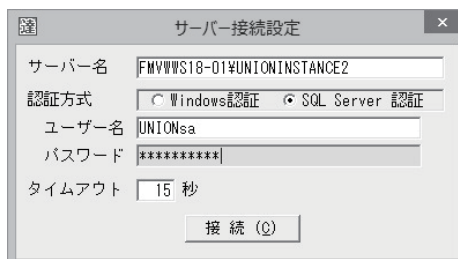 達 サーバー接続設定 ×
サーバー名 FMVWWS18-01¥UNIONINSTANCE2
認証方式 Windows認証 SQL Server 認証
ユーザー名 UNIONsa
パスワード **********
タイムアウト 15 秒
接 続 (C)